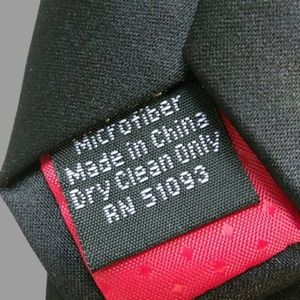 Microfiber
Made in China
Dry Clean Only
RN 51093